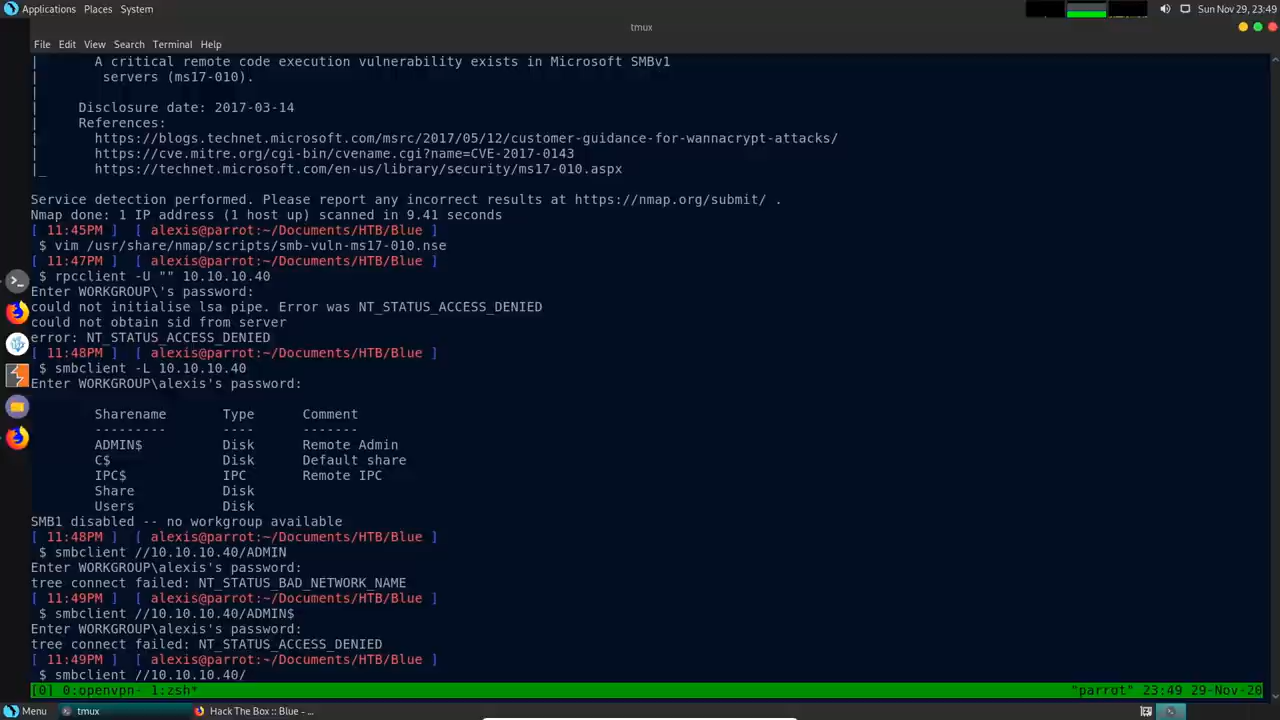 Applications Places System
Sun Nov 29, 23:49
tmux
File Edit View Search Terminal Help
|       A critical remote code execution vulnerability exists in Microsoft SMBv1
|        servers (ms17-010).
|
|     Disclosure date: 2017-03-14
|     References:
|       https://blogs.technet.microsoft.com/msrc/2017/05/12/customer-guidance-for-wannacrypt-attacks/
|       https://cve.mitre.org/cgi-bin/cvename.cgi?name=CVE-2017-0143
|_      https://technet.microsoft.com/en-us/library/security/ms17-010.aspx
Service detection performed. Please report any incorrect results at https://nmap.org/submit/ .
Nmap done: 1 IP address (1 host up) scanned in 9.41 seconds
[ 11:45PM ]  [ alexis@parrot:~/Documents/HTB/Blue ]
 $ vim /usr/share/nmap/scripts/smb-vuln-ms17-010.nse
[ 11:47PM ]  [ alexis@parrot:~/Documents/HTB/Blue ]
 $ rpcclient -U "" 10.10.10.40
Enter WORKGROUP\'s password:
could not initialise lsa pipe. Error was NT_STATUS_ACCESS_DENIED
could not obtain sid from server
error: NT_STATUS_ACCESS_DENIED
[ 11:48PM ]  [ alexis@parrot:~/Documents/HTB/Blue ]
 $ smbclient -L 10.10.10.40
Enter WORKGROUP\alexis's password:
        Sharename       Type      Comment
        ---------       ----      -------
        ADMIN$          Disk      Remote Admin
        C$              Disk      Default share
        IPC$            IPC       Remote IPC
        Share           Disk
        Users           Disk
SMB1 disabled -- no workgroup available
[ 11:48PM ]  [ alexis@parrot:~/Documents/HTB/Blue ]
 $ smbclient //10.10.10.40/ADMIN
Enter WORKGROUP\alexis's password:
tree connect failed: NT_STATUS_BAD_NETWORK_NAME
[ 11:49PM ]  [ alexis@parrot:~/Documents/HTB/Blue ]
 $ smbclient //10.10.10.40/ADMIN$
Enter WORKGROUP\alexis's password:
tree connect failed: NT_STATUS_ACCESS_DENIED
[ 11:49PM ]  [ alexis@parrot:~/Documents/HTB/Blue ]
 $ smbclient //10.10.10.40/
[0] 0:openvpn- 1:zsh*
"parrot" 23:49 29-Nov-20
Menu
tmux
Hack The Box :: Blue - ...